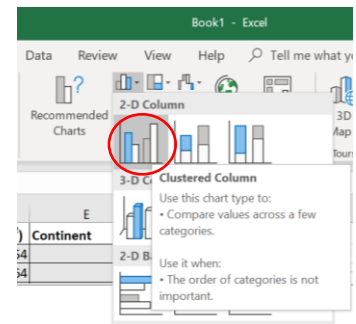 Book1 - Excel
Data Review View Help Tell me what
Recommended
Charts
3D
Tours
2-D Column
Clustered Column
Use this chart type to:
• Compare values across a few
categories.
Use it when:
• The order of categories is not
important.
3-D
2-D
E
Continent
54
54